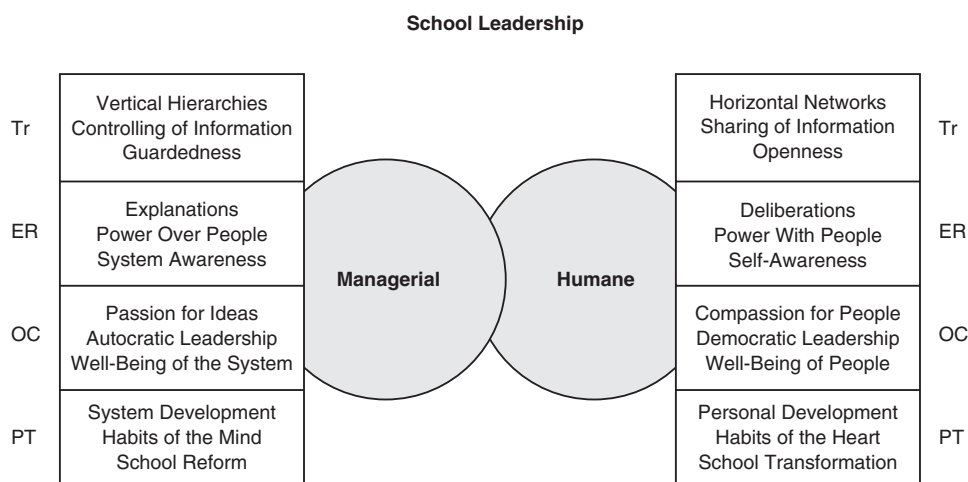 School Leadership
Tr
Vertical Hierarchies
Controlling of Information
Guardedness
ER
Explanations
Power Over People
System Awareness
OC
Passion for Ideas
Autocratic Leadership
Well-Being of the System
PT
System Development
Habits of the Mind
School Reform
Managerial
Humane
Horizontal Networks
Sharing of Information
Openness
Tr
Deliberations
Power With People
Self-Awareness
ER
Compassion for People
Democratic Leadership
Well-Being of People
OC
Personal Development
Habits of the Heart
School Transformation
PT